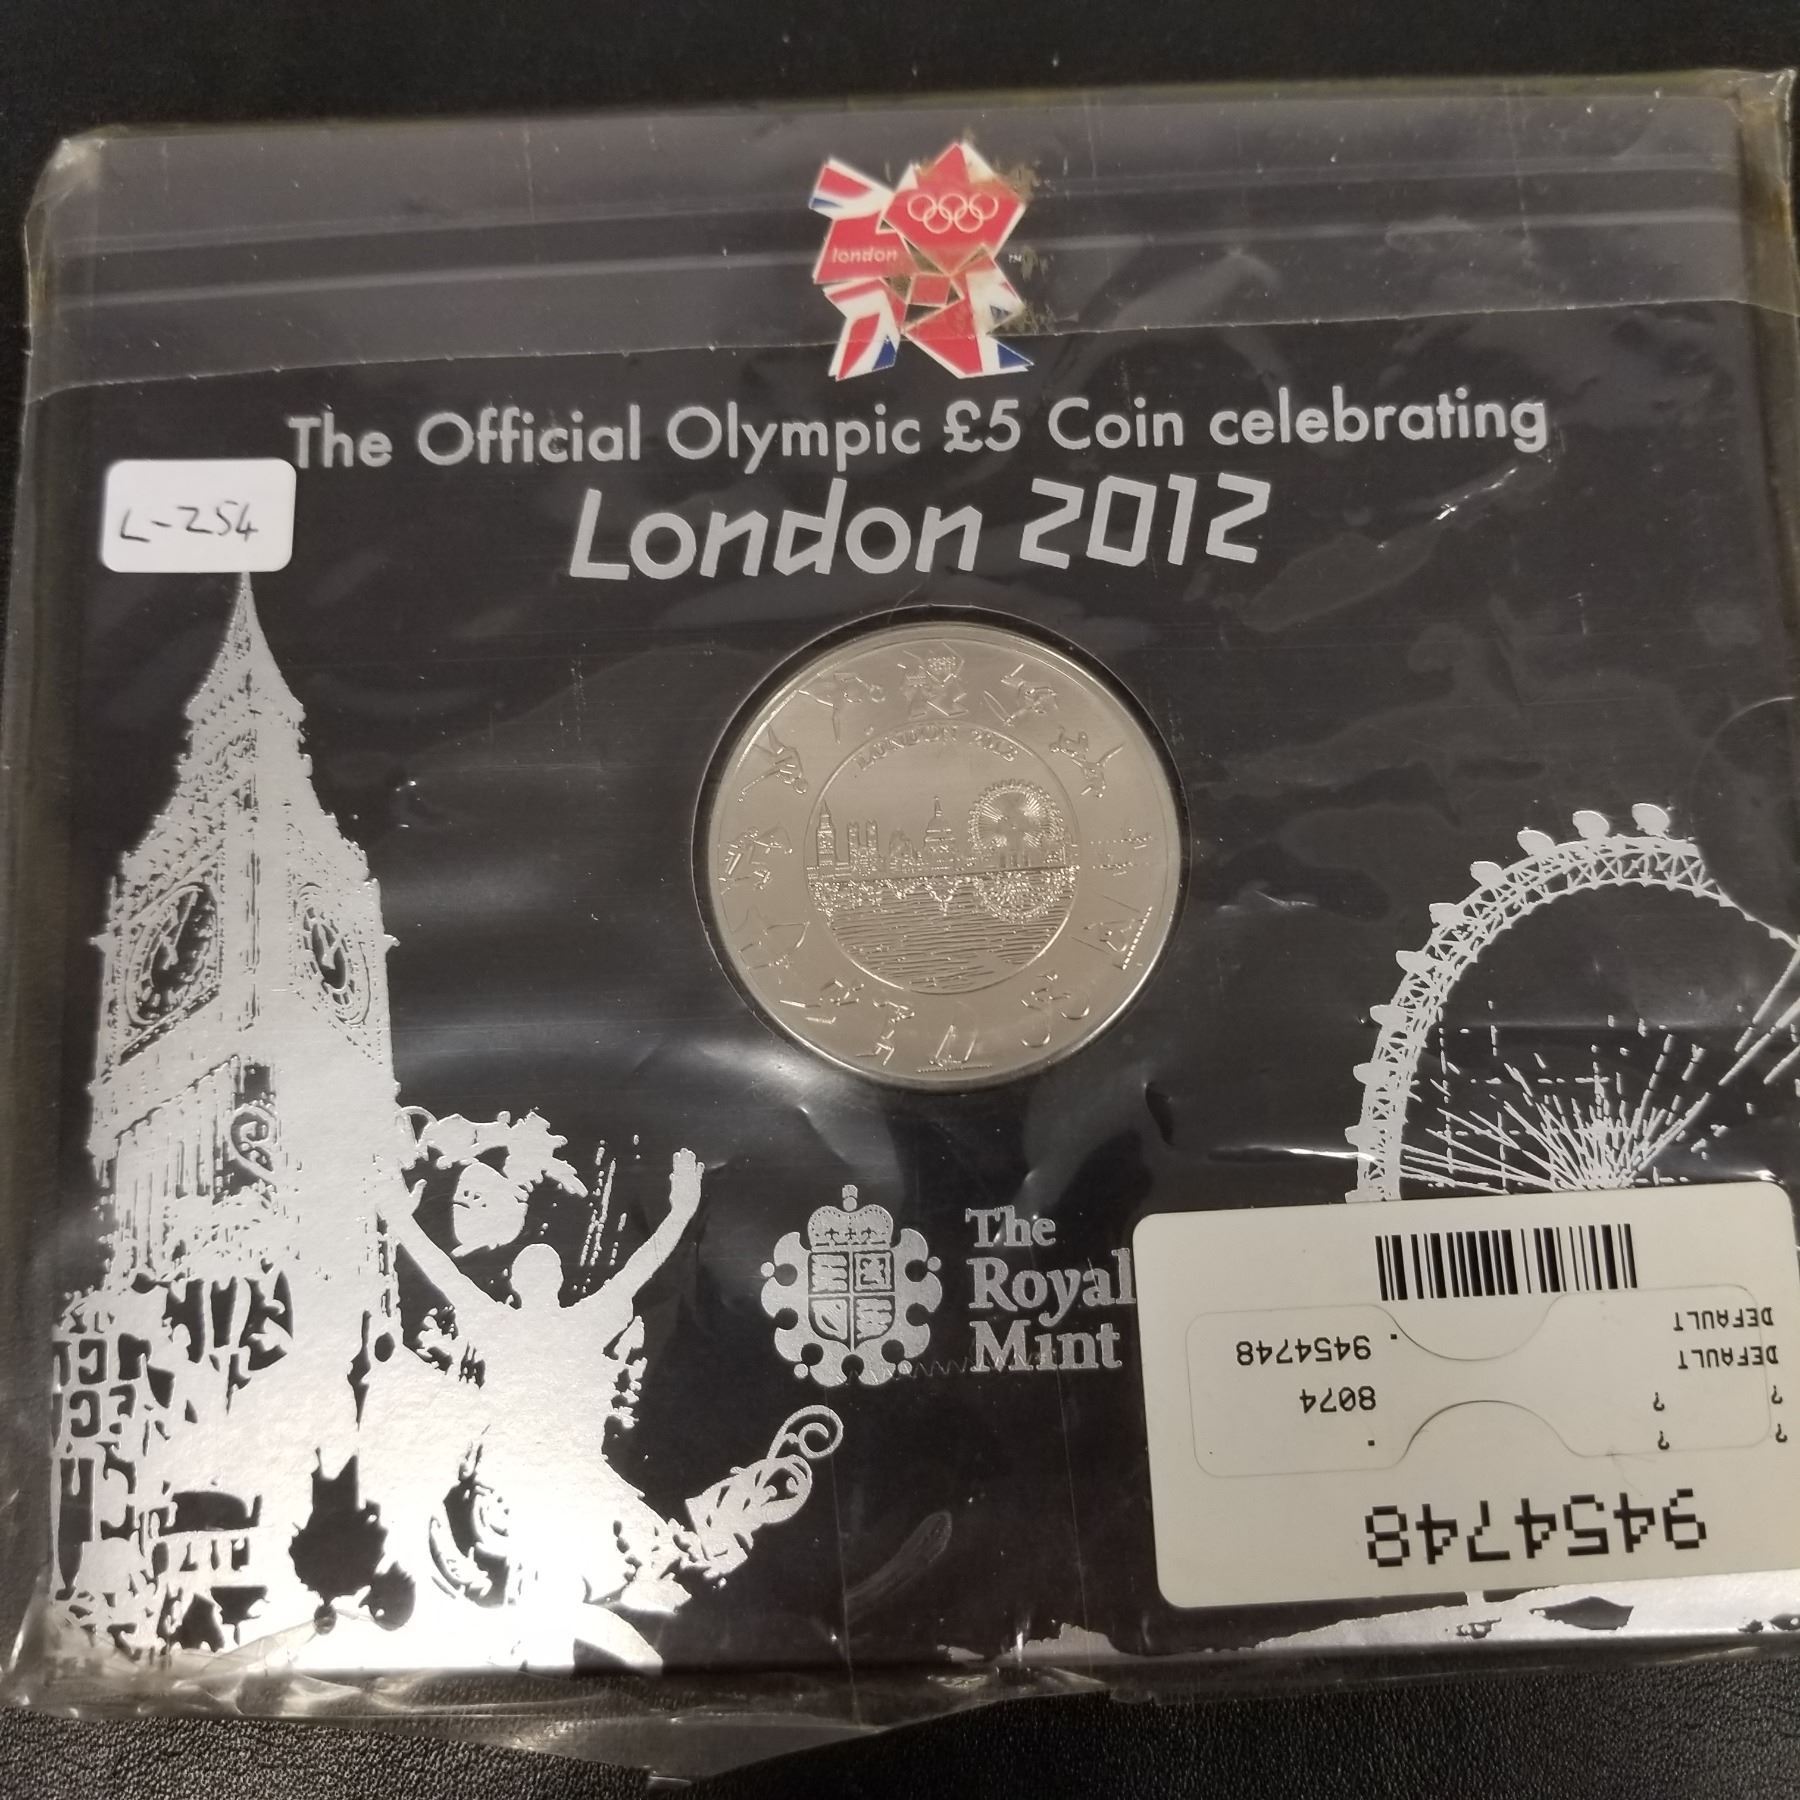 london
The Official Olympic £5 Coin celebrating
London 2012
L-254
LONDON 2012
The
Royal
Mint
9454748
? ? .
? ? 8074
DEFAULT . 9454748
DEFAULT